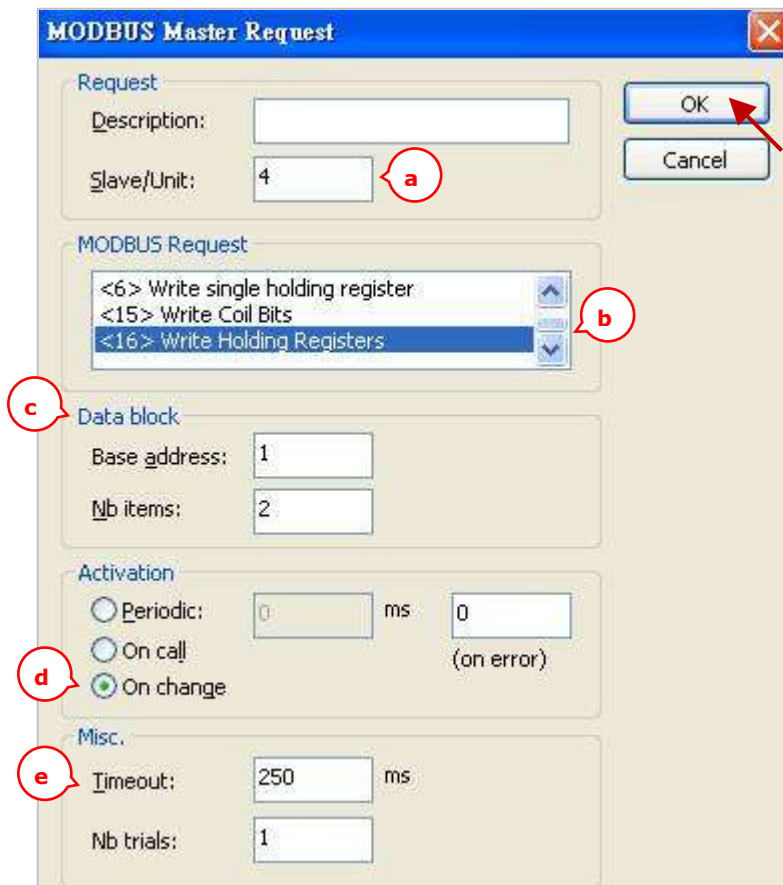 MODBUS Master Request
Request
Description:
Slave/Unit: 4 a
OK
Cancel
MODBUS Request
<6> Write single holding register
<15> Write Coil Bits
<16> Write Holding Registers
b
c
Data block
Base address: 1
Nb items: 2
Activation
Periodic: 0 ms 0
On call (on error)
d On change
Misc.
e Timeout: 250 ms
Nb trials: 1